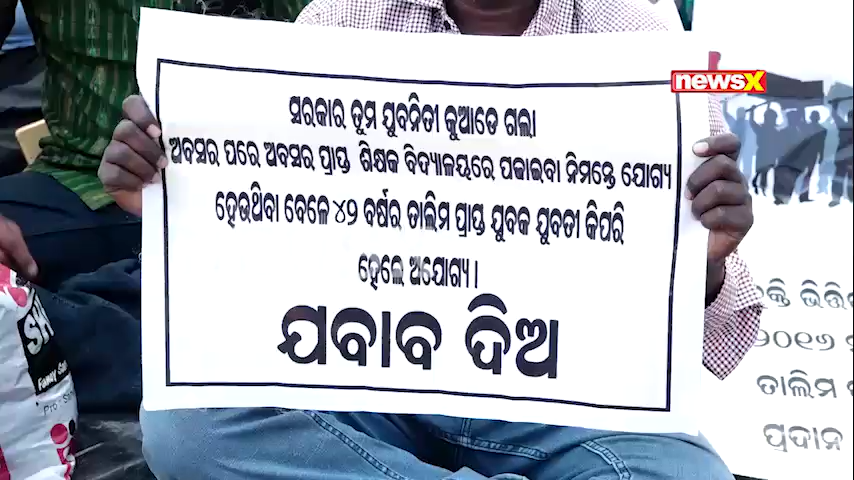 newsX
ସରକାର ତୁମ ଯୁବନିତୀ କୁଆଡେ ଗଲା
ଅବସର ପରେ ଅବସର ପ୍ରାପ୍ତ ଶିକ୍ଷକ ବିଦ୍ୟାଳୟରେ ପଢାଇବା ନିମନ୍ତେ ଯୋଗ୍ୟ
ହେଉଥିବା ବେଳେ ୪୨ ବର୍ଷର ତାଲିମ ପ୍ରାପ୍ତ ଯୁବକ ଯୁବତୀ କିପରି
ହେଲେ ଅଯୋଗ୍ୟ।
ଯବାବ ଦିଅ
୨୦୧୬
ତାଲିମ
ପ୍ରଦାନ